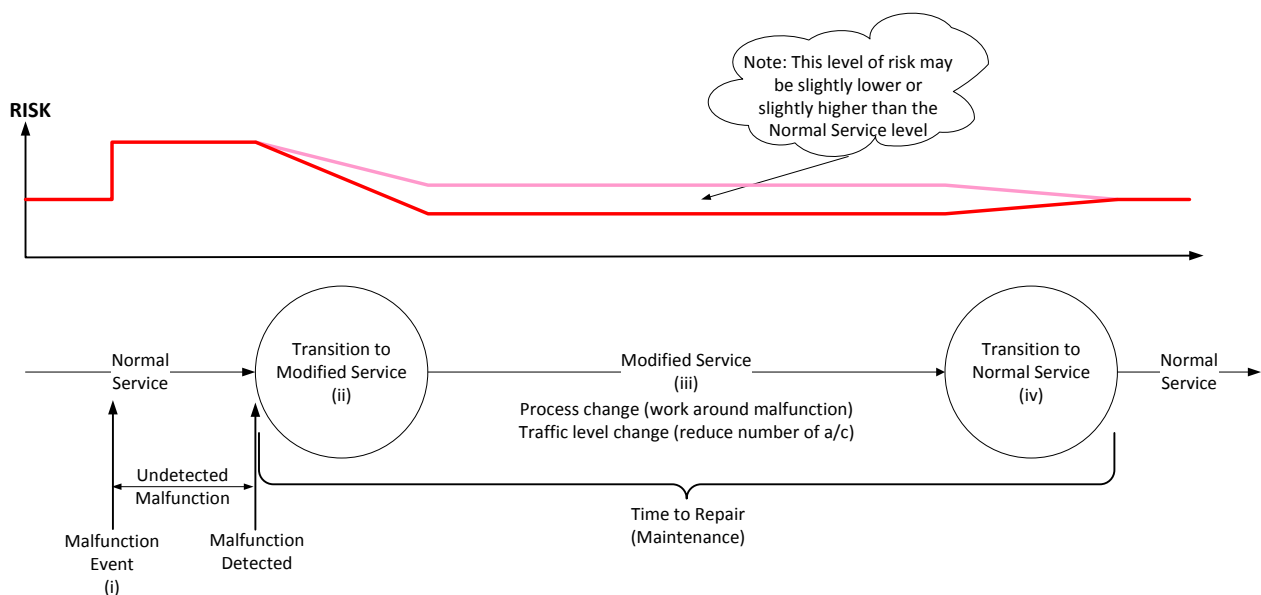 Note: This level of risk may
be slightly lower or
slightly higher than the
Normal Service level
RISK
Normal
Service
Transition to
Modified Service
(ii)
Modified Service
(iii)
Process change (work around malfunction)
Traffic level change (reduce number of a/c)
Transition to
Normal Service
(iv)
Normal
Service
Undetected
Malfunction
Malfunction
Event
(i)
Malfunction
Detected
Time to Repair
(Maintenance)